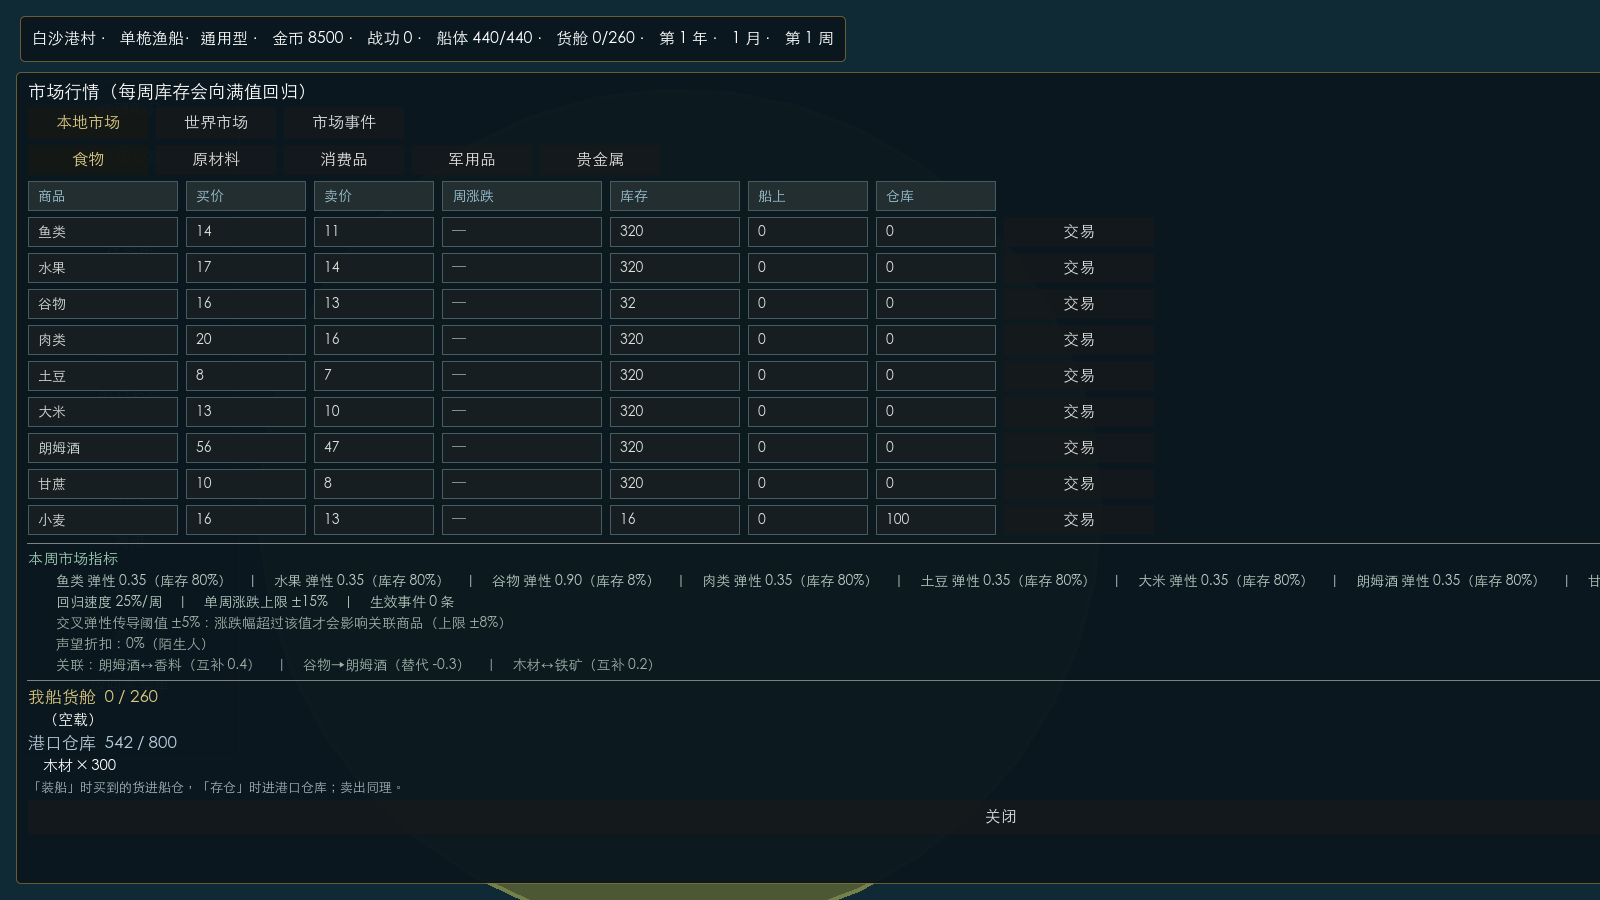 白沙港村 · 单桅渔船 · 通用型 · 金币 8500 · 战功 0 · 船体 440/440 · 货舱 0/260 · 第 1 年 · 1 月 · 第 1 周
市场行情（每周库存会向满值回归）
本地市场 世界市场 市场事件
食物 原材料 消费品 军用品 贵金属
商品 买价 卖价 周涨跌 库存 船上 仓库
鱼类 14 11 — 320 0 0 交易
水果 17 14 — 320 0 0 交易
谷物 16 13 — 32 0 0 交易
肉类 20 16 — 320 0 0 交易
土豆 8 7 — 320 0 0 交易
大米 13 10 — 320 0 0 交易
朗姆酒 56 47 — 320 0 0 交易
甘蔗 10 8 — 320 0 0 交易
小麦 16 13 — 16 0 100 交易
本周市场指标
鱼类 弹性 0.35（库存 80%） | 水果 弹性 0.35（库存 80%） | 谷物 弹性 0.90（库存 8%） | 肉类 弹性 0.35（库存 80%） | 土豆 弹性 0.35（库存 80%） | 大米 弹性 0.35（库存 80%） | 朗姆酒 弹性 0.35（库存 80%） | 甘
回归速度 25%/周 | 单周涨跌上限 ±15% | 生效事件 0 条
交叉弹性传导阈值 ±5%：涨跌幅超过该值才会影响关联商品（上限 ±8%）
声望折扣：0%（陌生人）
关联：朗姆酒↔香料（互补 0.4） | 谷物→朗姆酒（替代 -0.3） | 木材↔铁矿（互补 0.2）
我船货舱 0 / 260
（空载）
港口仓库 542 / 800
木材 × 300
「装船」时买到的货进船仓，「存仓」时进港口仓库；卖出同理。
关闭